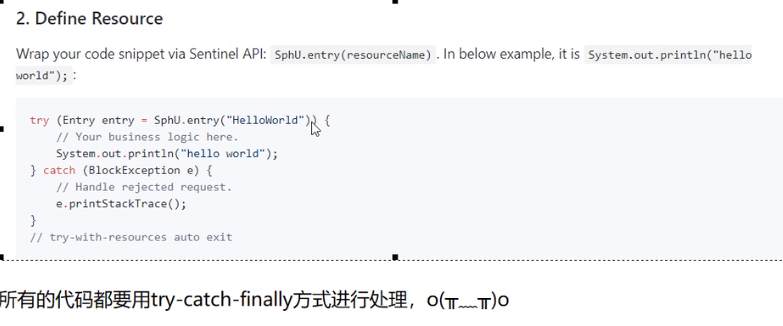 2. Define Resource
Wrap your code snippet via Sentinel API: SphU.entry(resourceName) . In below example, it is System.out.println("hello
world"); :
try (Entry entry = SphU.entry("HelloWorld")) {
    // Your business logic here.
    System.out.println("hello world");
} catch (BlockException e) {
    // Handle rejected request.
    e.printStackTrace();
}
// try-with-resources auto exit
所有的代码都要用try-catch-finally方式进行处理，o(╥﹏╥)o